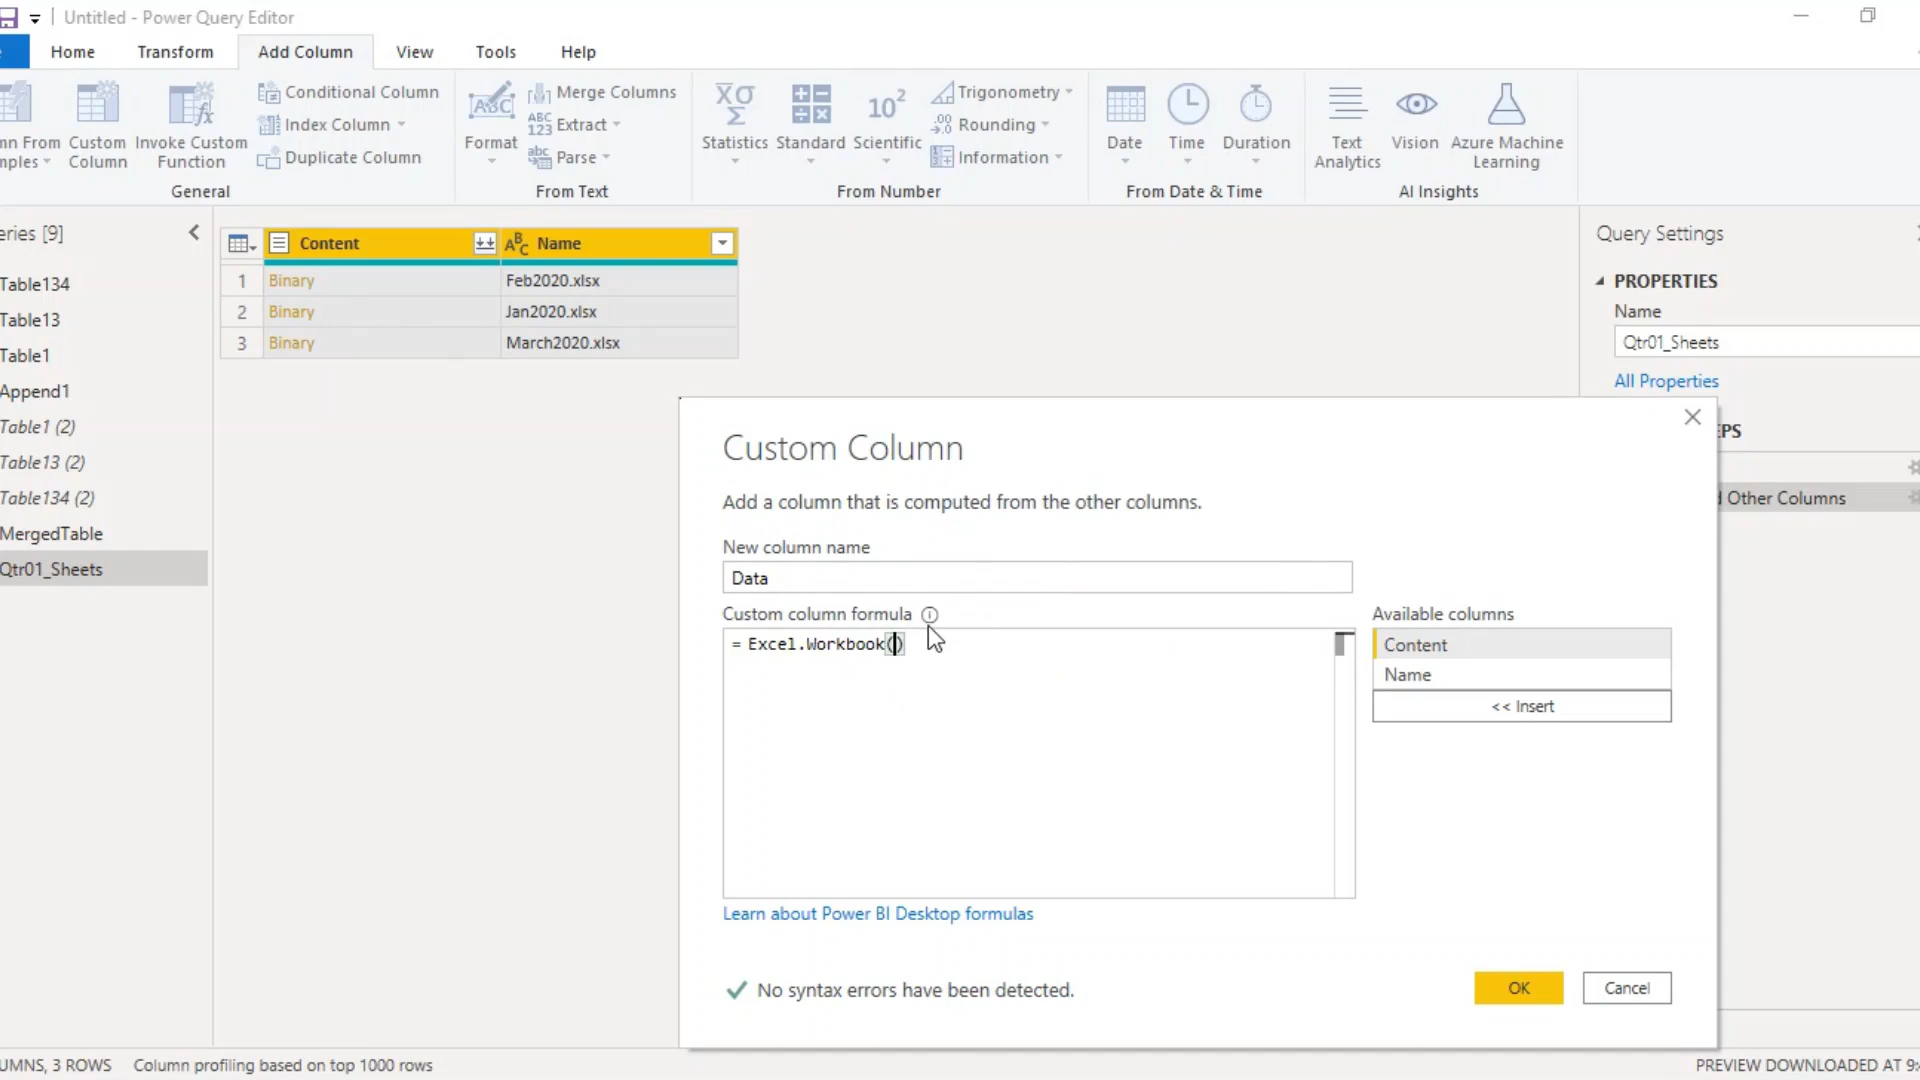 Untitled - Power Query Editor
Home Transform Add Column View Tools Help
Conditional Column
Index Column
Duplicate Column
Custom Column
Invoke Custom Function
General
Format
Merge Columns
Extract
Parse
From Text
Statistics
Standard
Scientific
Trigonometry
Rounding
Information
From Number
Date
Time
Duration
From Date & Time
Text Analytics
Vision
Azure Machine Learning
AI Insights
eries [9]
Table134
Table13
Table1
Append1
Table1 (2)
Table13 (2)
Table134 (2)
MergedTable
Qtr01_Sheets
Content Name
1 Binary Feb2020.xlsx
2 Binary Jan2020.xlsx
3 Binary March2020.xlsx
Query Settings
PROPERTIES
Name
Qtr01_Sheets
All Properties
EPS
d Other Columns
Custom Column
Add a column that is computed from the other columns.
New column name
Data
Custom column formula
= Excel.Workbook()
Available columns
Content
Name
<< Insert
Learn about Power BI Desktop formulas
No syntax errors have been detected.
OK
Cancel
UMNS, 3 ROWS Column profiling based on top 1000 rows
PREVIEW DOWNLOADED AT 9: